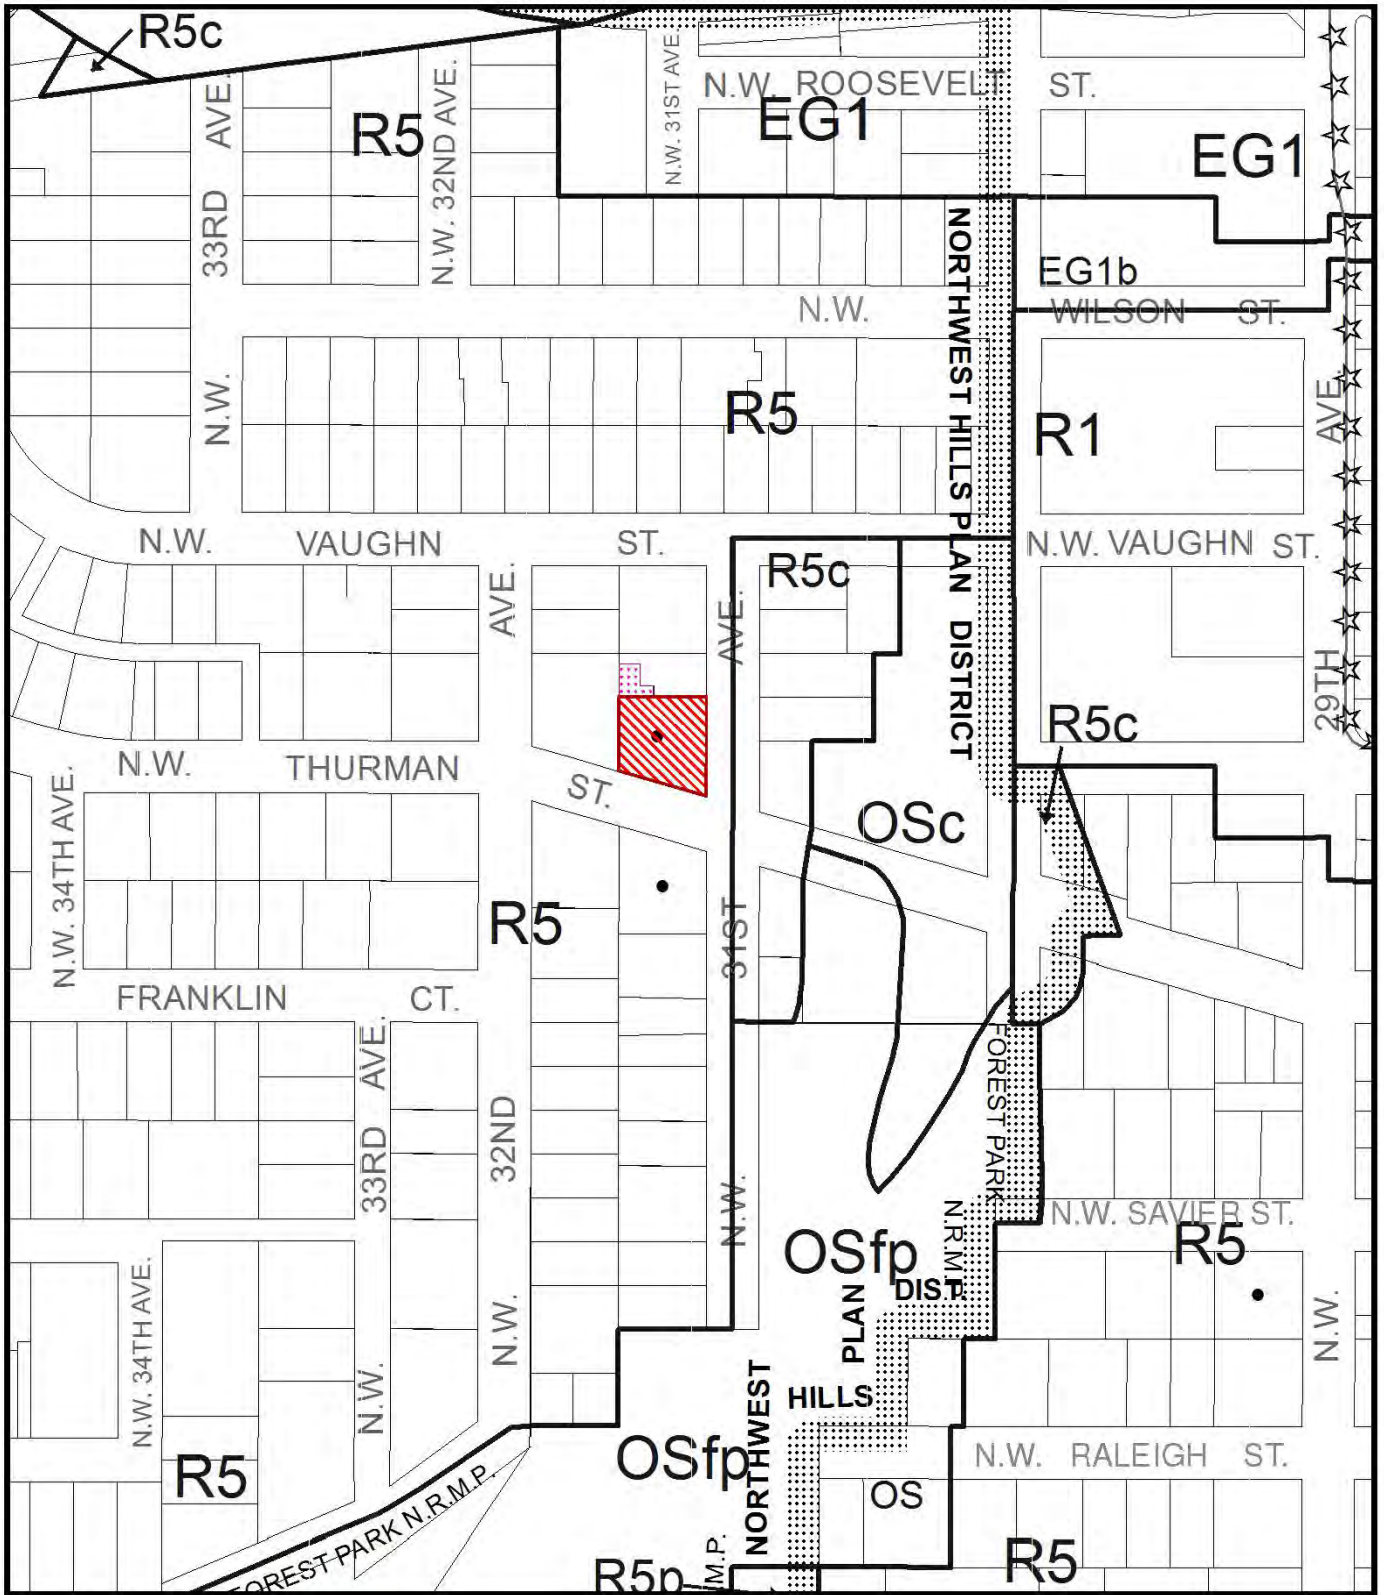 R5c
N.W. ROOSEVELT ST.
N.W. 31ST AVE.
EG1
R5
N.W. 32ND AVE.
AVE.
33RD
N.W.
EG1
EG1b
N.W. WILSON ST.
NORTHWEST HILLS PLAN DISTRICT
R5
R1
AVE.
29TH
N.W. VAUGHN ST.
N.W. VAUGHN ST.
R5c
AVE.
AVE.
R5c
N.W. THURMAN
ST.
OSc
N.W. 34TH AVE.
R5
31ST
FRANKLIN CT.
AVE.
33RD
N.W.
32ND
N.W.
N.W.
FOREST PARK
N.R.M.P.
N.W. SAVIER ST.
R5
OSfp
PLAN
DIST.
N.W. 34TH AVE.
N.W.
NORTHWEST
HILLS
OSfp
R5
N.W. RALEIGH ST.
OS
FOREST PARK N.R.M.P.
M.P.
R5
R5p